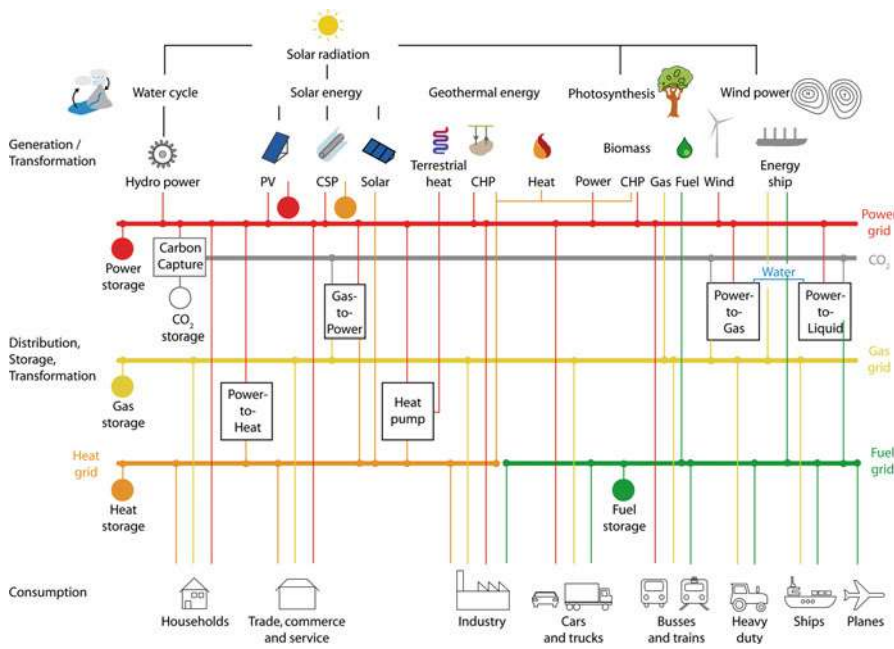 Solar radiation
Water cycle
Solar energy
Geothermal energy
Photosynthesis
Wind power
Generation /
Transformation
Biomass
Hydro power
PV
CSP
Solar
Terrestrial
heat
CHP
Heat
Power
CHP
Gas
Fuel
Wind
Energy
ship
Power
grid
Power
storage
Carbon
Capture
CO2
CO2
storage
Gas-
to-
Power
Water
Power-
to-
Gas
Power-
to-
Liquid
Distribution,
Storage,
Transformation
Gas
grid
Gas
storage
Power-
to-
Heat
Heat
pump
Heat
grid
Fuel
grid
Heat
storage
Fuel
storage
Consumption
Households
Trade, commerce
and service
Industry
Cars
and trucks
Busses
and trains
Heavy
duty
Ships
Planes